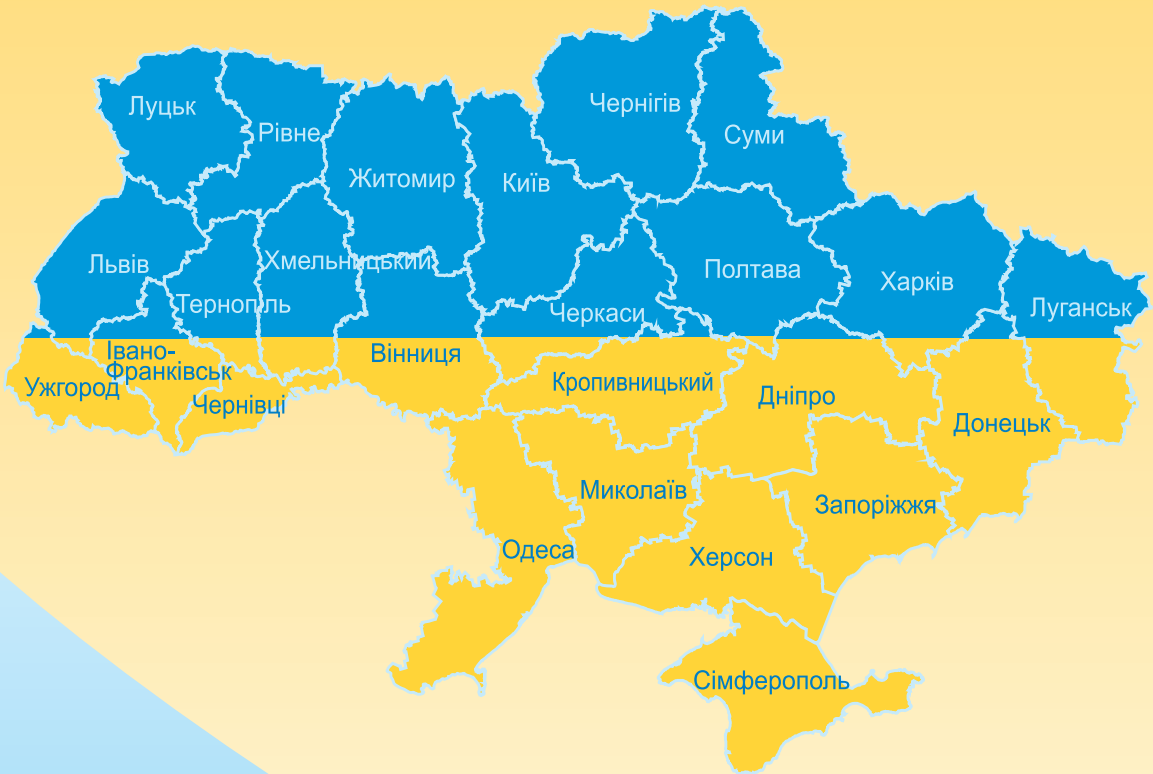 Луцьк
Рівне
Чернігів
Суми
Житомир
Київ
Львів
Хмельницький
Полтава
Харків
Тернопіль
Черкаси
Луганськ
Івано-
Франківськ
Вінниця
Ужгород
Чернівці
Кропивницький
Дніпро
Донецьк
Миколаїв
Запоріжжя
Одеса
Херсон
Сімферополь